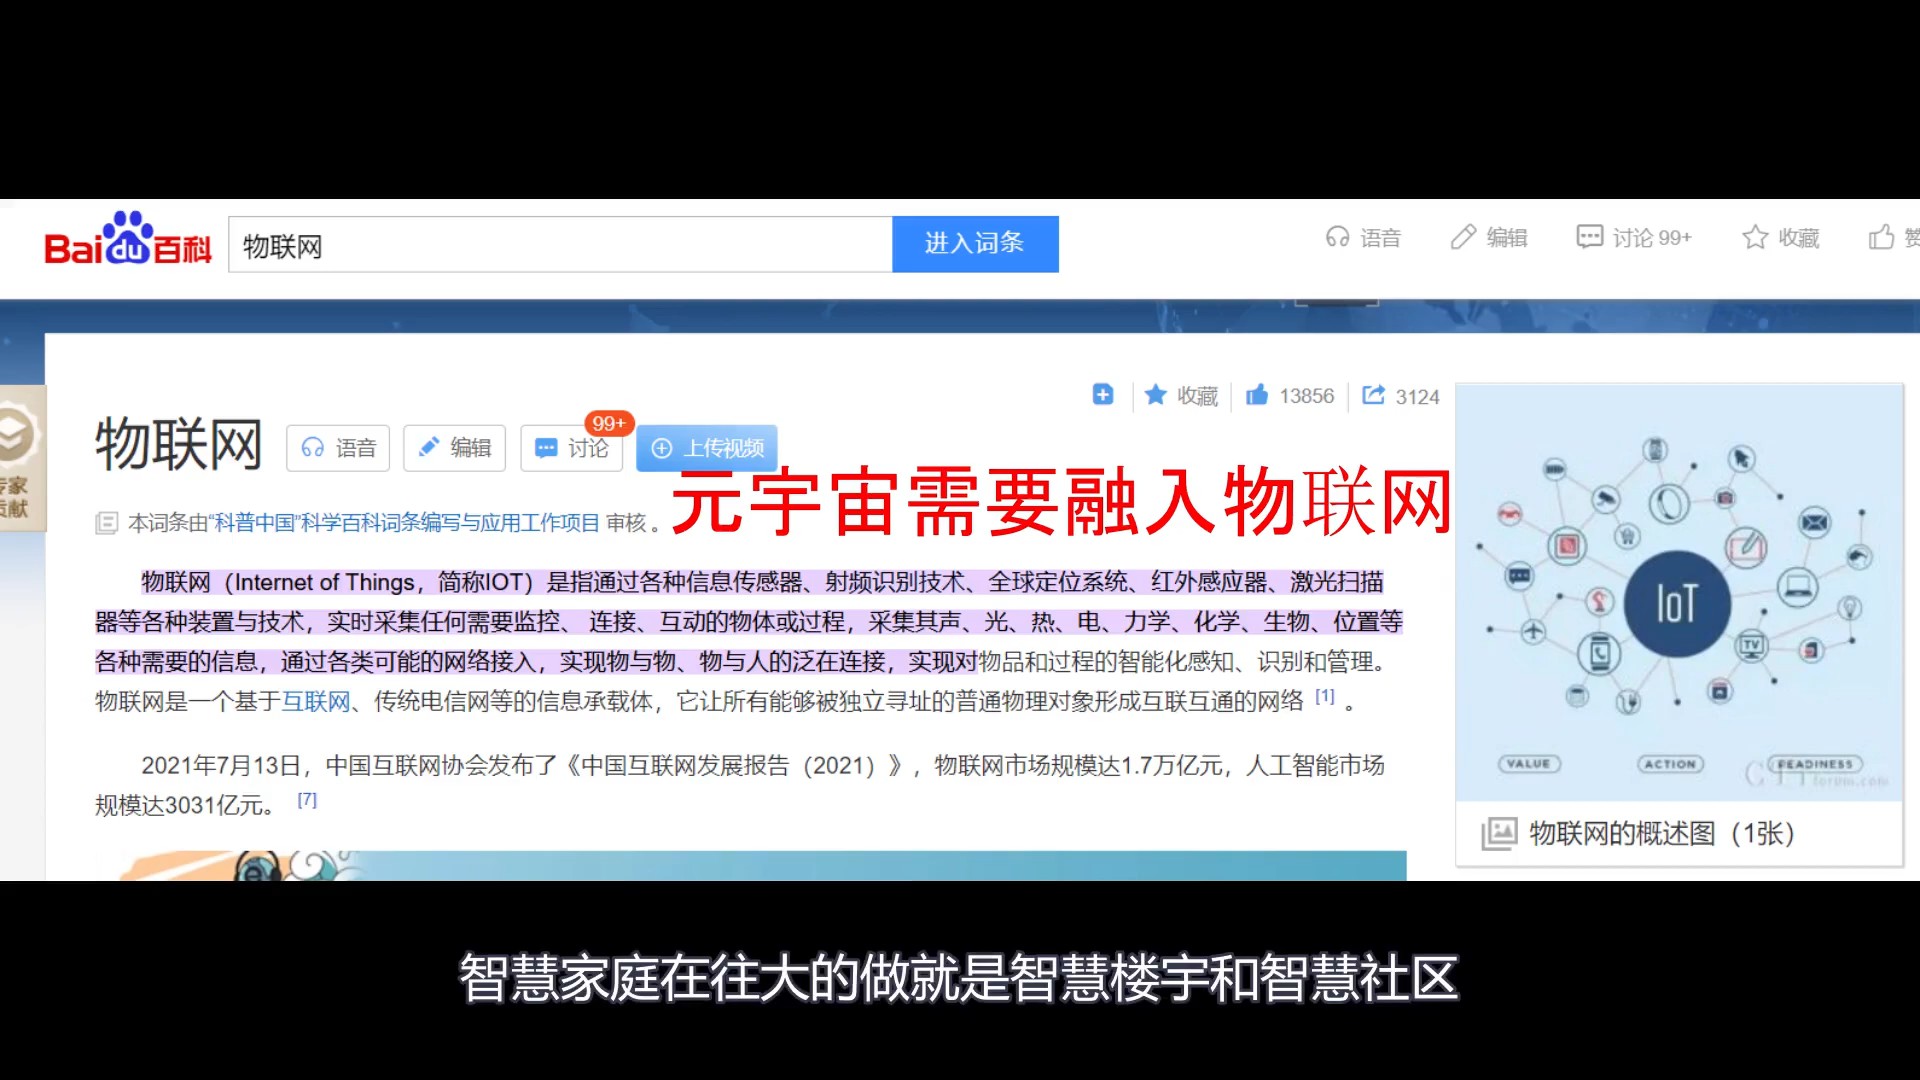 Bai du 百科
物联网
进入词条
语音
编辑
讨论 99+
收藏
收藏
13856
3124
物联网
语音
编辑
讨论
99+
上传视频
元宇宙需要融入物联网
本词条由“科普中国”科学百科词条编写与应用工作项目 审核 。
物联网（Internet of Things，简称IOT）是指通过各种信息传感器、射频识别技术、全球定位系统、红外感应器、激光扫描
器等各种装置与技术，实时采集任何需要监控、 连接、互动的物体或过程，采集其声、光、热、电、力学、化学、生物、位置等
各种需要的信息，通过各类可能的网络接入，实现物与物、物与人的泛在连接，实现对物品和过程的智能化感知、识别和管理。
物联网是一个基于互联网、传统电信网等的信息承载体，它让所有能够被独立寻址的普通物理对象形成互联互通的网络 [1] 。
2021年7月13日，中国互联网协会发布了《中国互联网发展报告（2021）》，物联网市场规模达1.7万亿元，人工智能市场
规模达3031亿元。 [7]
IoT
TV
VALUE
ACTION
READINESS
物联网的概述图（1张）
智慧家庭在往大的做就是智慧楼宇和智慧社区